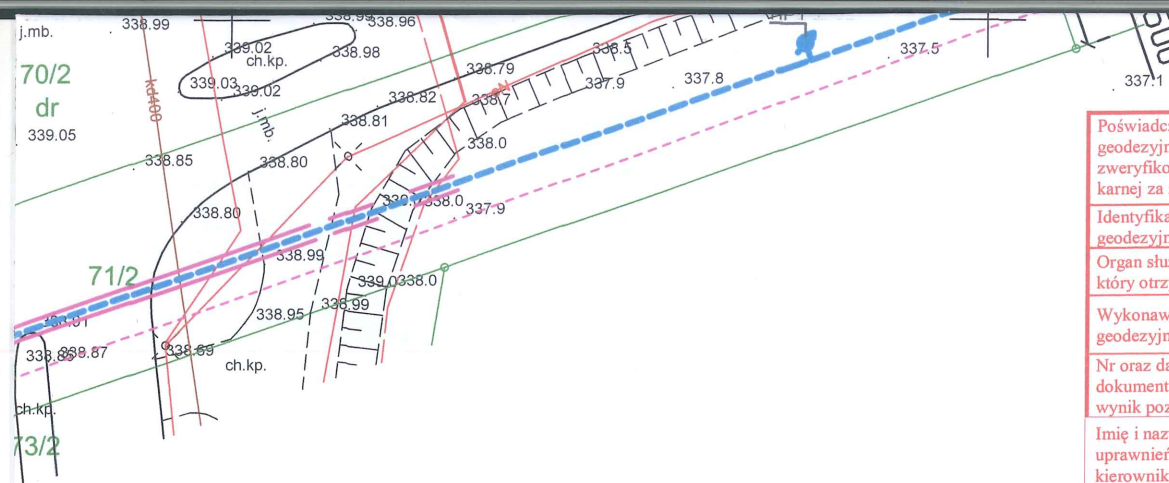 j.mb.
338.99
338.99
338.96
339.02
338.98
ch.kp.
70/2
dr
339.03
339.02
338.5
337.5
338.79
337.9
337.8
337.1
kd400
338.82
338.7
j.mb.
338.81
339.05
338.0
338.85
338.80
338.80
338.0
337.9
338.99
71/2
339.0
338.0
338.99
338.95
338.87
338.89
ch.kp.
ch.kp.
73/2
Poświadcz
geodezyjn
zweryfiko
karnej za
Identyfika
geodezyjn
Organ słu
który otrz
Wykonaw
geodezyjn
Nr oraz da
dokument
wynik poz
Imię i naz
uprawnień
kierownik